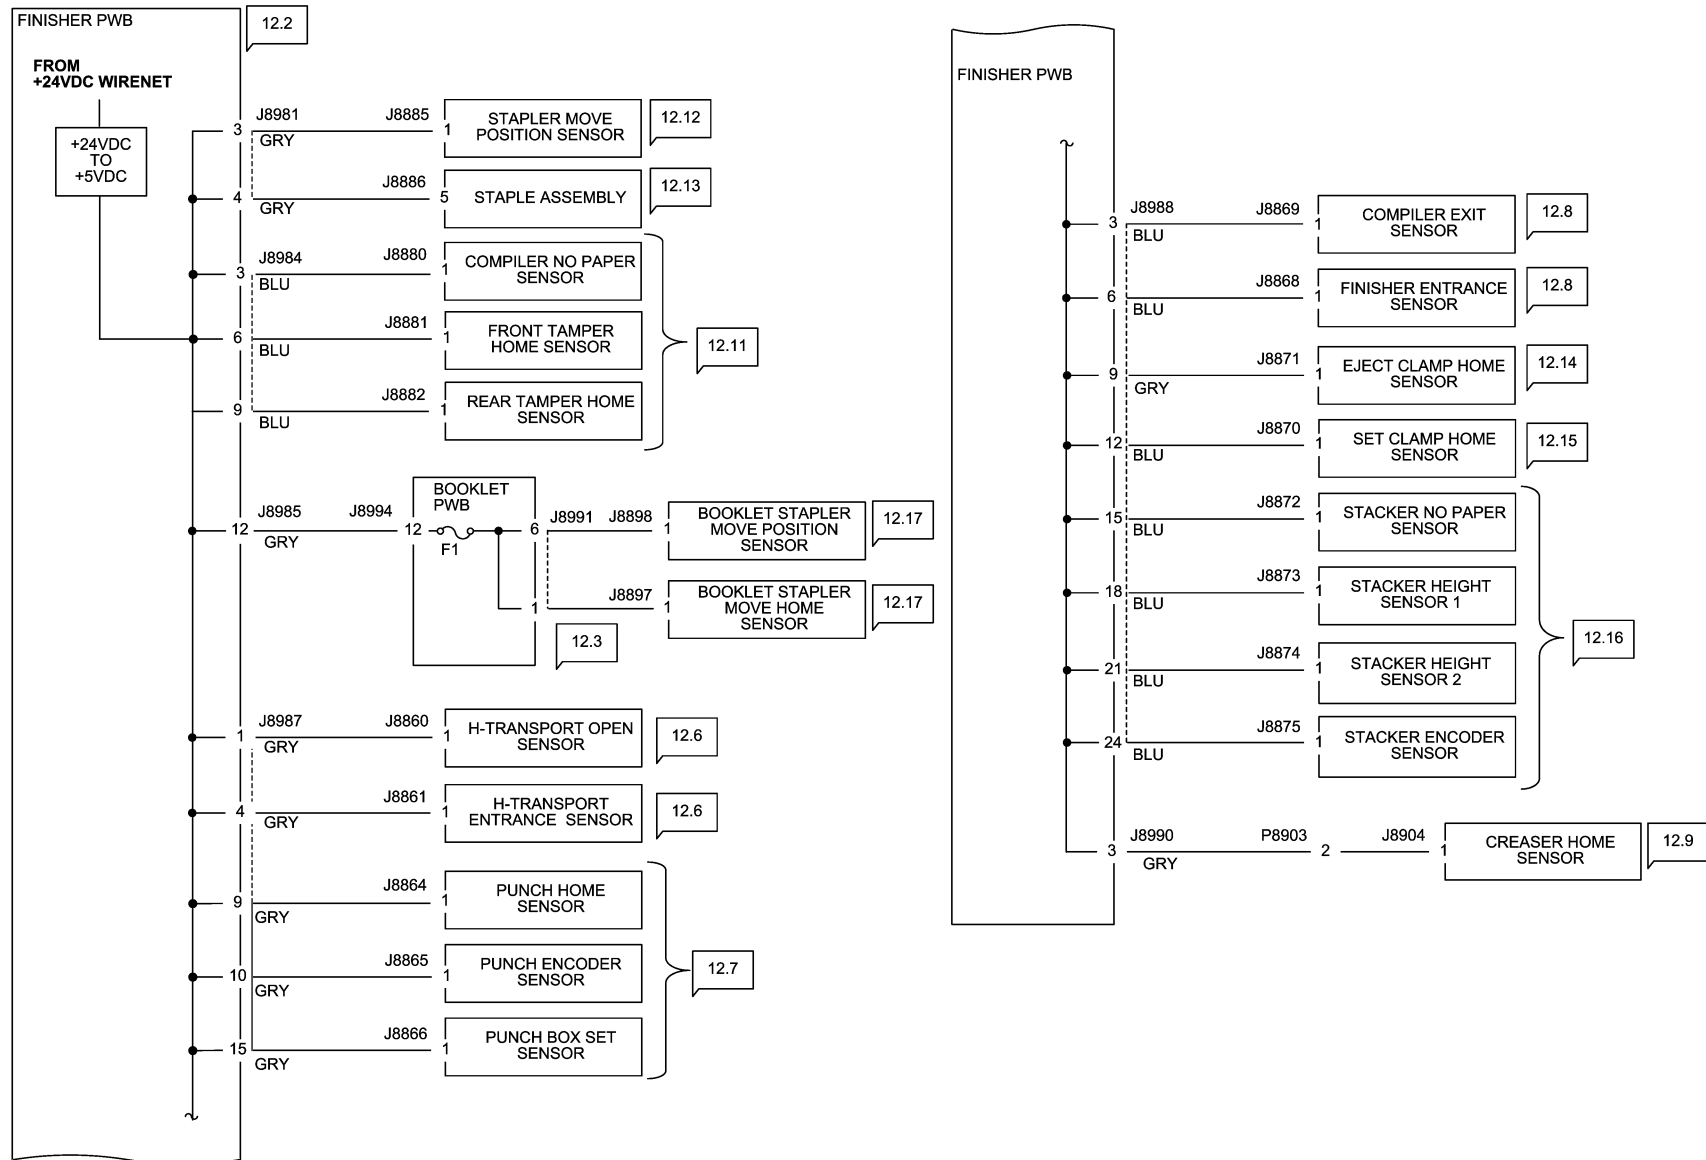 FINISHER PWB
12.2
FROM
+24VDC WIRENET
+24VDC
TO
+5VDC
3
J8981
GRY
J8885
1
STAPLER MOVE
POSITION SENSOR
12.12
4
GRY
J8886
5
STAPLE ASSEMBLY
12.13
3
J8984
BLU
J8880
1
COMPILER NO PAPER
SENSOR
6
BLU
J8881
1
FRONT TAMPER
HOME SENSOR
12.11
9
BLU
J8882
1
REAR TAMPER HOME
SENSOR
12
J8985
GRY
J8994
12
BOOKLET
PWB
F1
6
J8991
J8898
1
BOOKLET STAPLER
MOVE POSITION
SENSOR
12.17
1
J8897
1
BOOKLET STAPLER
MOVE HOME
SENSOR
12.17
12.3
1
J8987
GRY
J8860
1
H-TRANSPORT OPEN
SENSOR
12.6
4
GRY
J8861
1
H-TRANSPORT
ENTRANCE SENSOR
12.6
9
GRY
J8864
1
PUNCH HOME
SENSOR
10
GRY
J8865
1
PUNCH ENCODER
SENSOR
12.7
15
GRY
J8866
1
PUNCH BOX SET
SENSOR
FINISHER PWB
3
J8988
BLU
J8869
1
COMPILER EXIT
SENSOR
12.8
6
BLU
J8868
1
FINISHER ENTRANCE
SENSOR
12.8
9
GRY
J8871
1
EJECT CLAMP HOME
SENSOR
12.14
12
BLU
J8870
1
SET CLAMP HOME
SENSOR
12.15
15
BLU
J8872
1
STACKER NO PAPER
SENSOR
18
BLU
J8873
1
STACKER HEIGHT
SENSOR 1
12.16
21
BLU
J8874
1
STACKER HEIGHT
SENSOR 2
24
BLU
J8875
1
STACKER ENCODER
SENSOR
3
J8990
GRY
P8903
2
J8904
1
CREASER HOME
SENSOR
12.9